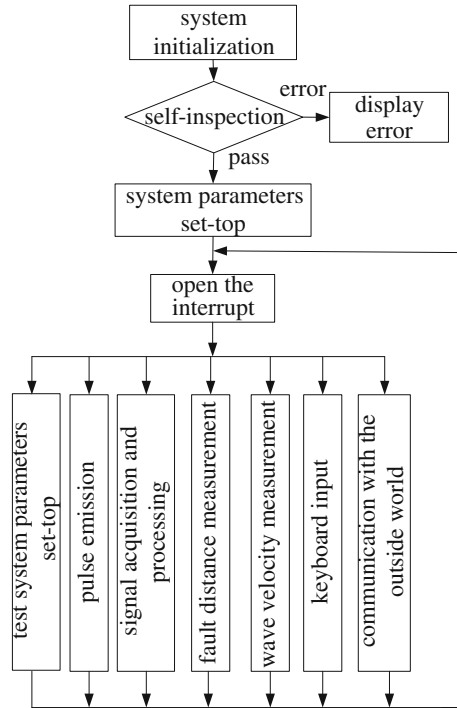 system
initialization
error
self-inspection
display
error
pass
system parameters
set-top
open the
interrupt
test system parameters
set-top
pulse emission
signal acquisition and
processing
fault distance measurement
wave velocity measurement
keyboard input
communication with the
outside world